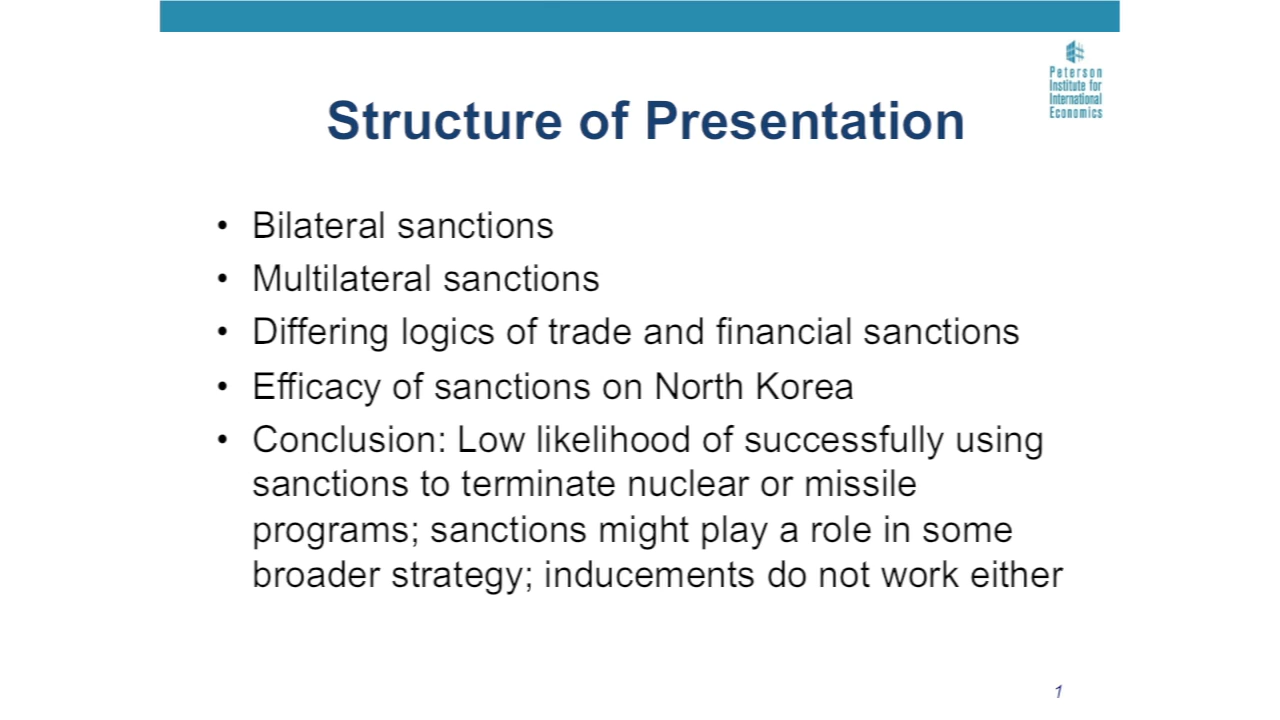 Peterson
Institute for
International
Economics
Structure of Presentation
• Bilateral sanctions
• Multilateral sanctions
• Differing logics of trade and financial sanctions
• Efficacy of sanctions on North Korea
• Conclusion: Low likelihood of successfully using
sanctions to terminate nuclear or missile
programs; sanctions might play a role in some
broader strategy; inducements do not work either
1